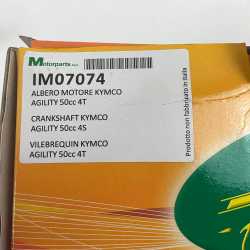 Motorparts
IM07074
ALBERO MOTORE KYMCO
AGILITY 50cc 4T
CRANKSHAFT KYMCO
AGILITY 50cc 4S
VILEBREQUIN KYMCO
AGILITY 50cc 4T
Prodotto non fabbricato in Italia